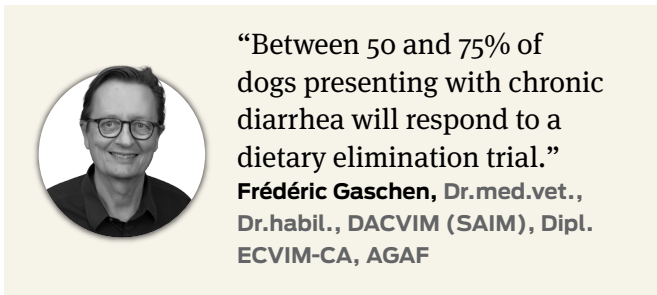 “Between 50 and 75% of
dogs presenting with chronic
diarrhea will respond to a
dietary elimination trial.”
Frédéric Gaschen, Dr.med.vet.,
Dr.habil., DACVIM (SAIM), Dipl.
ECVIM-CA, AGAF